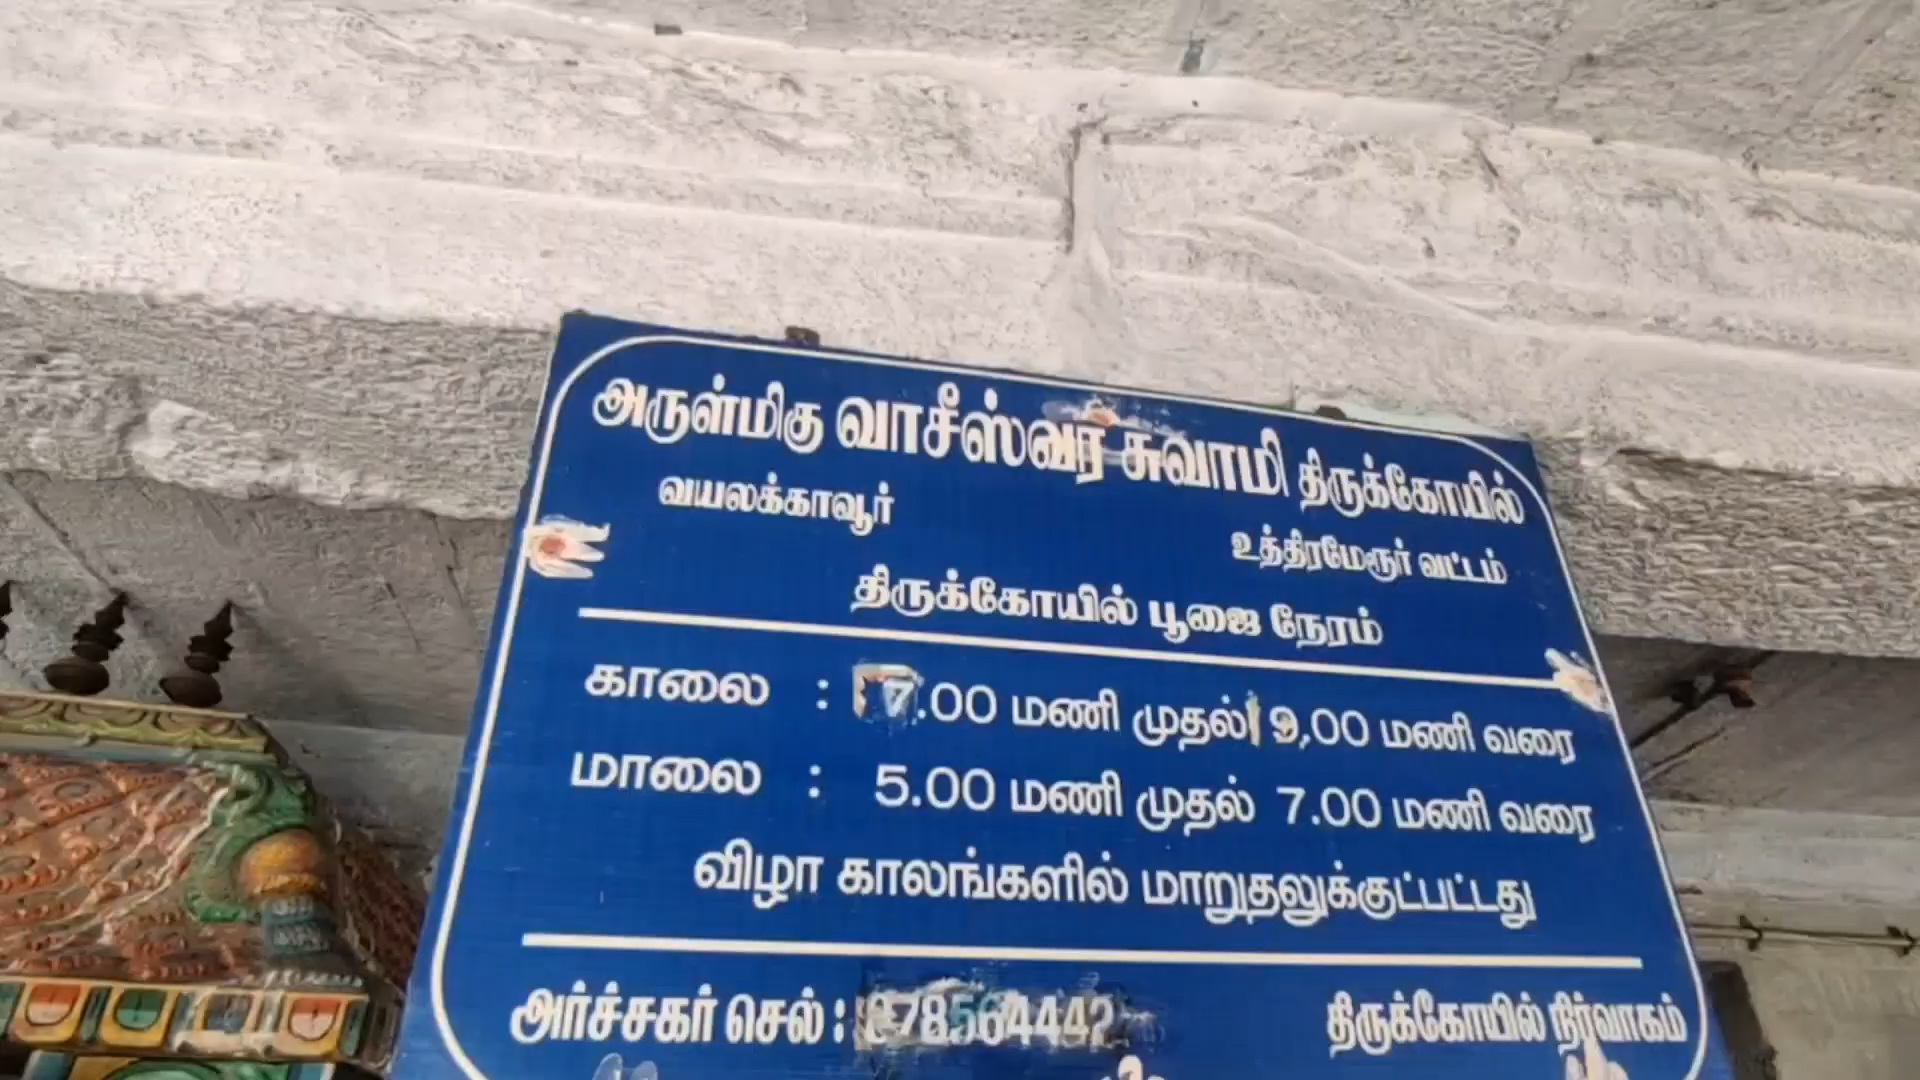 அருள்மிகு வாசீஸ்வரர் சுவாமி திருக்கோயில்
வயலக்காவூர்
உத்திரமேரூர் வட்டம்
திருக்கோயில் பூஜை நேரம்
காலை : 7.00 மணி முதல் 9.00 மணி வரை
மாலை : 5.00 மணி முதல் 7.00 மணி வரை
விழா காலங்களில் மாறுதலுக்குட்பட்டது
அர்ச்சகர் செல் :
திருக்கோயில் நிர்வாகம்